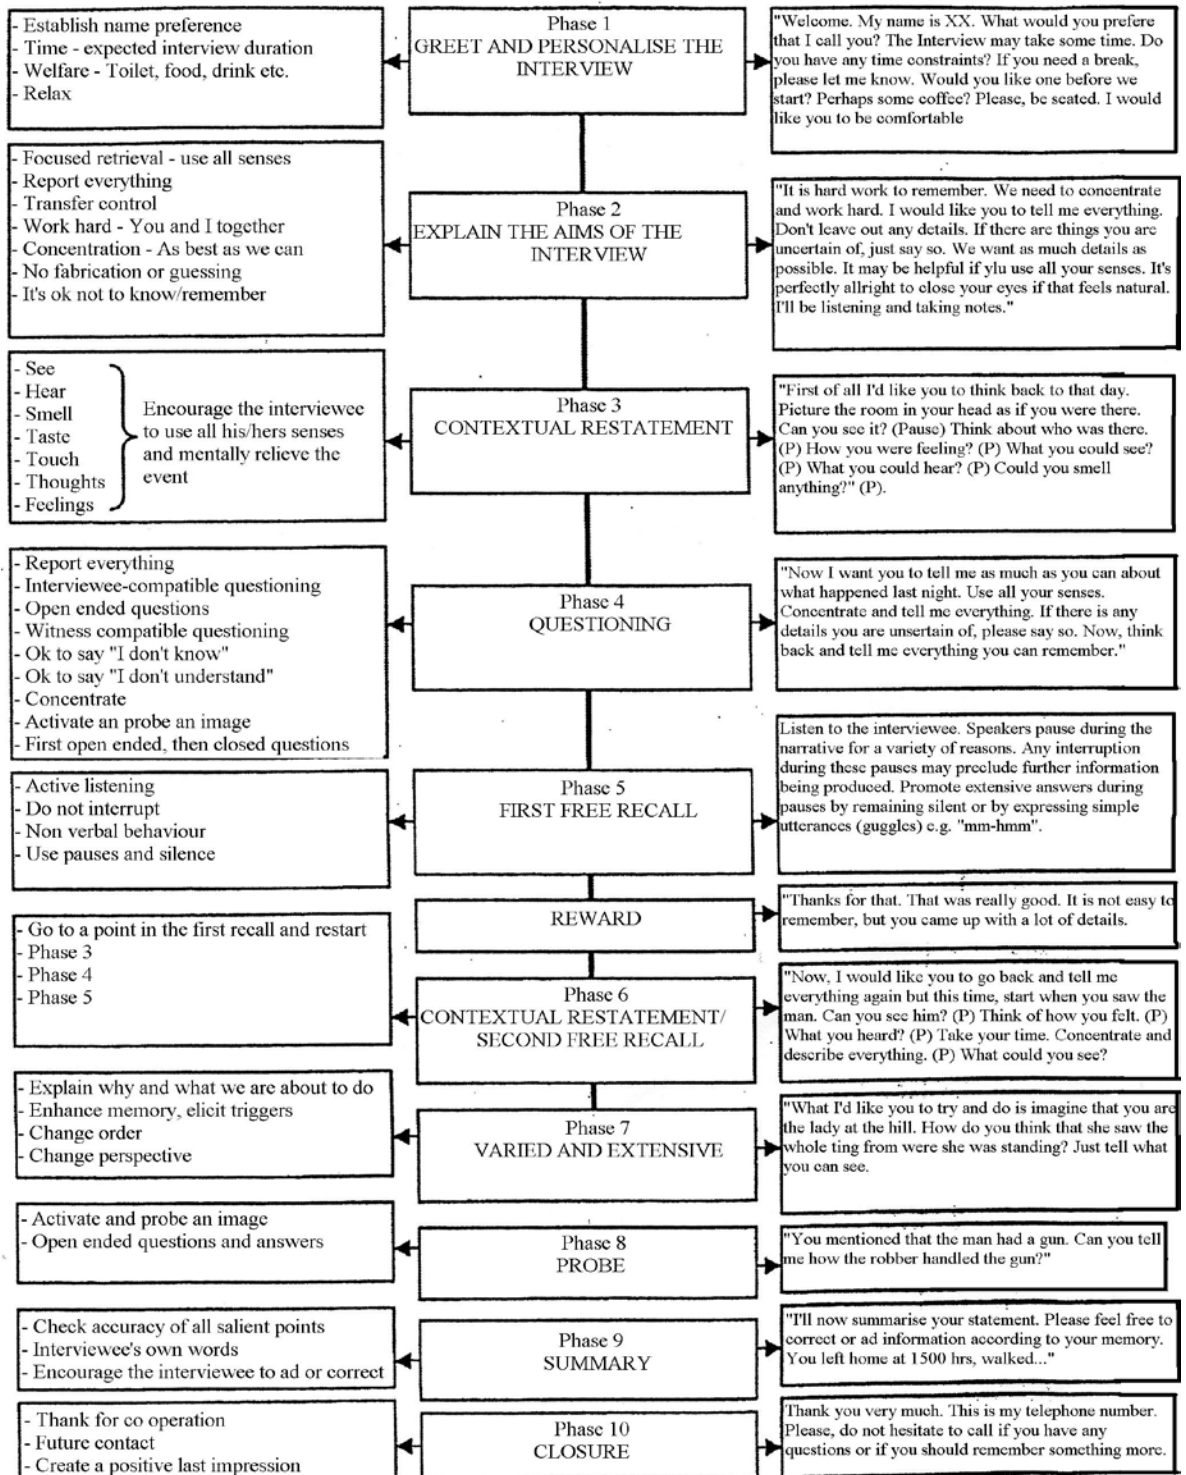 - Establish name preference
- Time - expected interview duration
- Welfare - Toilet, food, drink etc.
- Relax
Phase 1
GREET AND PERSONALISE THE
INTERVIEW
"Welcome. My name is XX. What would you prefere
that I call you? The Interview may take some time. Do
you have any time constraints? If you need a break,
please let me know. Would you like one before we
start? Perhaps some coffee? Please, be seated. I would
like you to be comfortable
- Focused retrieval - use all senses
- Report everything
- Transfer control
- Work hard - You and I together
- Concentration - As best as we can
- No fabrication or guessing
- It's ok not to know/remember
Phase 2
EXPLAIN THE AIMS OF THE
INTERVIEW
"It is hard work to remember. We need to concentrate
and work hard. I would like you to tell me everything.
Don't leave out any details. If there are things you are
uncertain of, just say so. We want as much details as
possible. It may be helpful if ylu use all your senses. It's
perfectly allright to close your eyes if that feels natural.
I'll be listening and taking notes."
- See
- Hear
- Smell
- Taste
- Touch
- Thoughts
- Feelings
Encourage the interviewee
to use all his/hers senses
and mentally relieve the
event
Phase 3
CONTEXTUAL RESTATEMENT
"First of all I'd like you to think back to that day.
Picture the room in your head as if you were there.
Can you see it? (Pause) Think about who was there.
(P) How you were feeling? (P) What you could see?
(P) What you could hear? (P) Could you smell
anything?" (P).
- Report everything
- Interviewee-compatible questioning
- Open ended questions
- Witness compatible questioning
- Ok to say "I don't know"
- Ok to say "I don't understand"
- Concentrate
- Activate an probe an image
- First open ended, then closed questions
Phase 4
QUESTIONING
"Now I want you to tell me as much as you can about
what happened last night. Use all your senses.
Concentrate and tell me everything. If there is any
details you are unsertain of, please say so. Now, think
back and tell me everything you can remember."
- Active listening
- Do not interrupt
- Non verbal behaviour
- Use pauses and silence
Phase 5
FIRST FREE RECALL
Listen to the interviewee. Speakers pause during the
narrative for a variety of reasons. Any interruption
during these pauses may preclude further information
being produced. Promote extensive answers during
pauses by remaining silent or by expressing simple
utterances (guggles) e.g. "mm-hmm".
REWARD
"Thanks for that. That was really good. It is not easy to
remember, but you came up with a lot of details.
- Go to a point in the first recall and restart
- Phase 3
- Phase 4
- Phase 5
Phase 6
CONTEXTUAL RESTATEMENT/
SECOND FREE RECALL
"Now, I would like you to go back and tell me
everything again but this time, start when you saw the
man. Can you see him? (P) Think of how you felt. (P)
What you heard? (P) Take your time. Concentrate and
describe everything. (P) What could you see?
- Explain why and what we are about to do
- Enhance memory, elicit triggers
- Change order
- Change perspective
Phase 7
VARIED AND EXTENSIVE
"What I'd like you to try and do is imagine that you are
the lady at the hill. How do you think that she saw the
whole ting from were she was standing? Just tell what
you can see.
- Activate and probe an image
- Open ended questions and answers
Phase 8
PROBE
"You mentioned that the man had a gun. Can you tell
me how the robber handled the gun?"
- Check accuracy of all salient points
- Interviewee's own words
- Encourage the interviewee to ad or correct
Phase 9
SUMMARY
"I'll now summarise your statement. Please feel free to
correct or ad information according to your memory.
You left home at 1500 hrs, walked..."
- Thank for co operation
- Future contact
- Create a positive last impression
Phase 10
CLOSURE
Thank you very much. This is my telephone number.
Please, do not hesitate to call if you have any
questions or if you should remember something more.